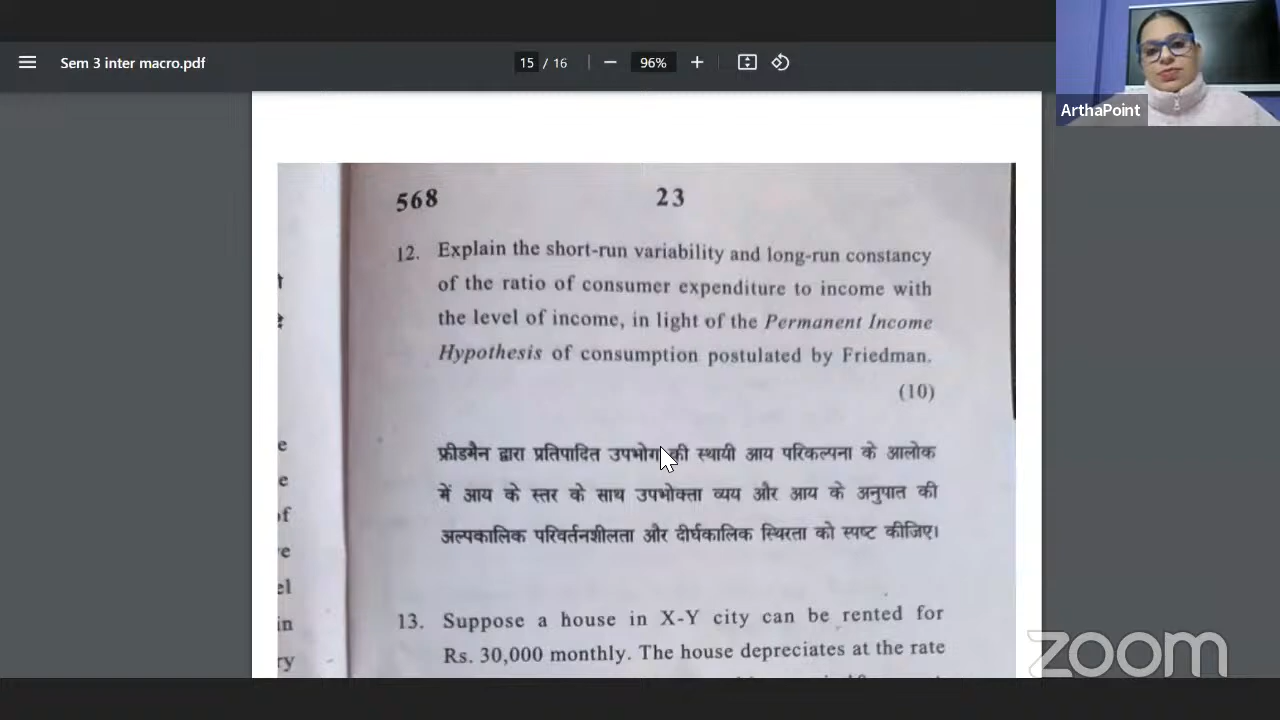 Sem 3 inter macro.pdf
15 / 16
96%
ArthaPoint
568
23
12. Explain the short-run variability and long-run constancy
of the ratio of consumer expenditure to income with
the level of income, in light of the Permanent Income
Hypothesis of consumption postulated by Friedman.
(10)
फ्रीडमैन द्वारा प्रतिपादित उपभोग की स्थायी आय परिकल्पना के आलोक
में आय के स्तर के साथ उपभोक्ता व्यय और आय के अनुपात की
अल्पकालिक परिवर्तनशीलता और दीर्घकालिक स्थिरता को स्पष्ट कीजिए।
e
e
of
e
el
in
ry
13. Suppose a house in X-Y city can be rented for
Rs. 30,000 monthly. The house depreciates at the rate
zoom